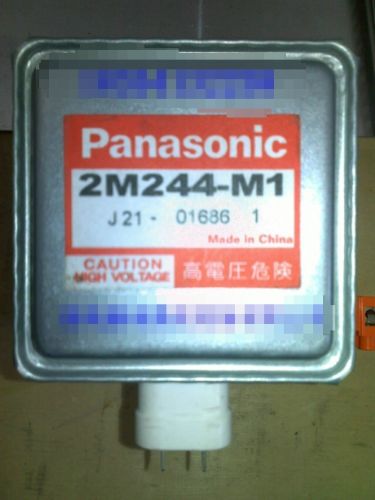 Panasonic
2M244-M1
J21- 01686 1
Made in China
CAUTION
HIGH VOLTAGE
高電圧危険